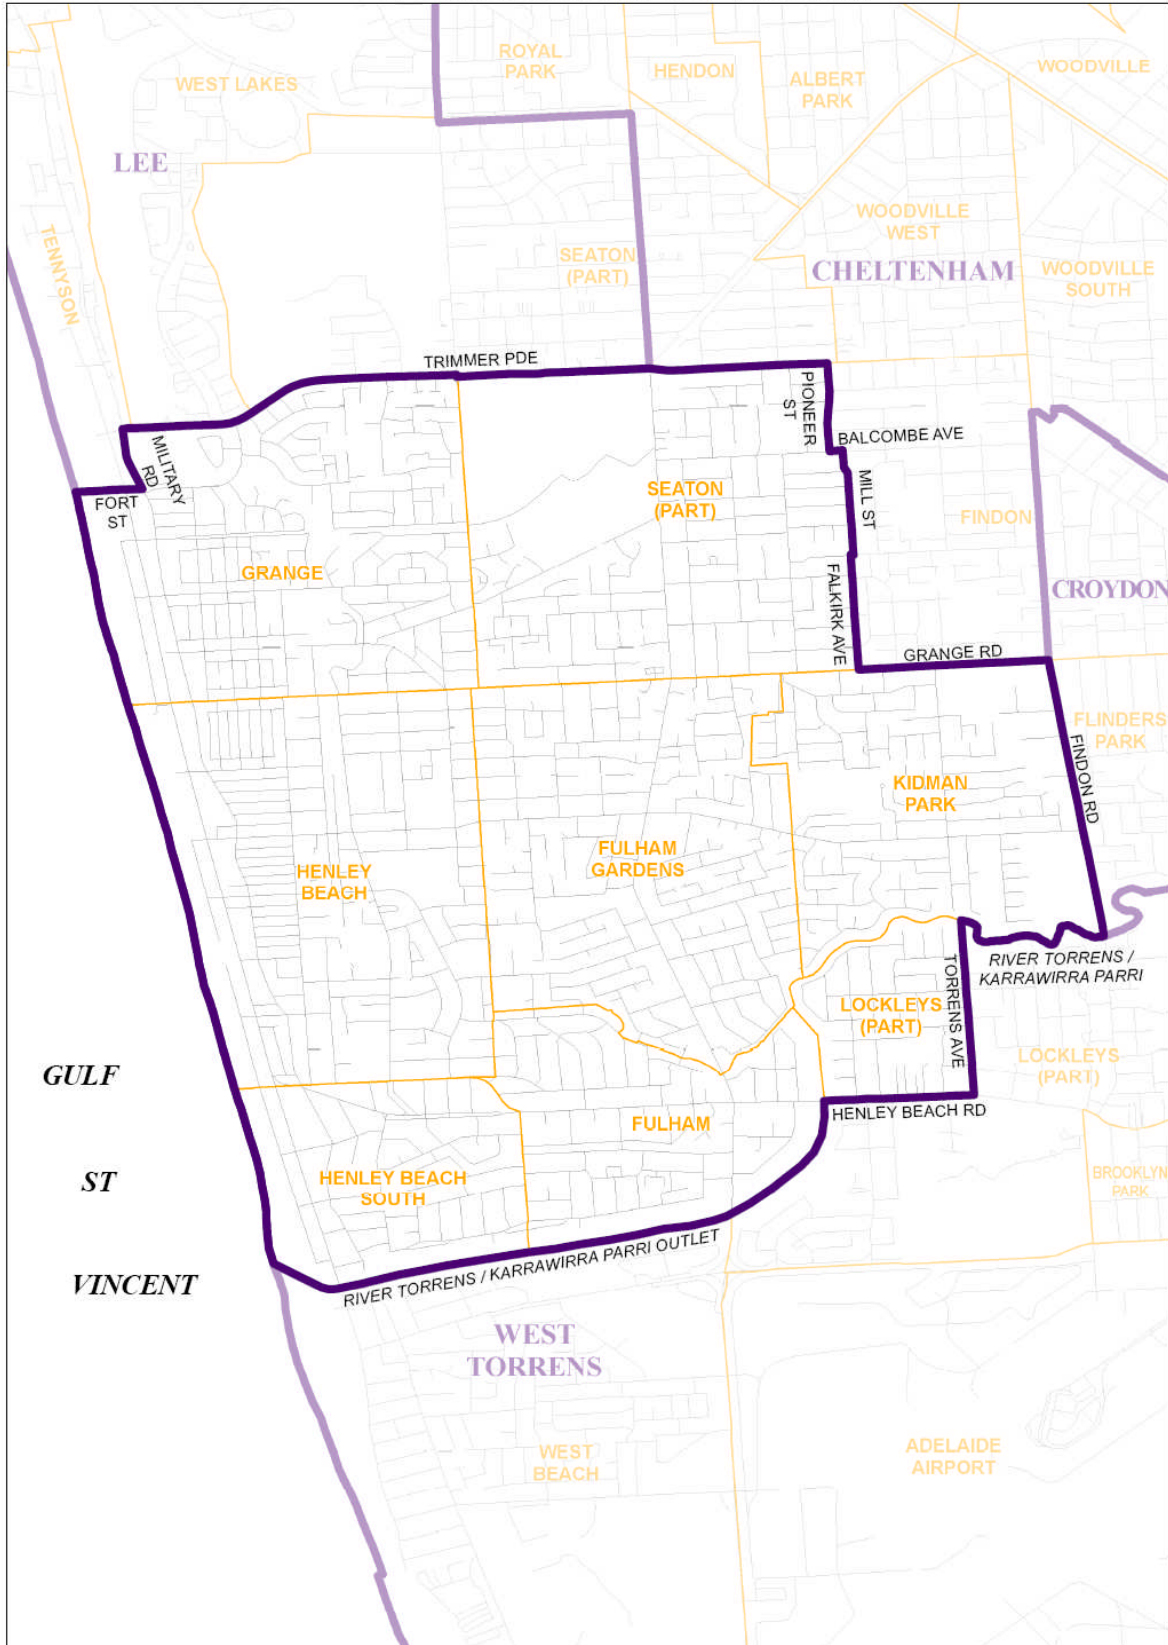 ROYAL
PARK
HENDON
ALBERT
PARK
WOODVILLE
WEST LAKES
LEE
TENNYSON
SEATON
(PART)
WOODVILLE
WEST
CHELTENHAM
WOODVILLE
SOUTH
TRIMMER PDE
PIONEER
ST
BALCOMBE AVE
MILITARY
RD
FORT
ST
SEATON
(PART)
MILL ST
FINDON
GRANGE
FALKIRK AVE
CROYDON
GRANGE RD
FLINDERS
PARK
FINDON RD
KIDMAN
PARK
HENLEY
BEACH
FULHAM
GARDENS
RIVER TORRENS /
KARRAWIRRA PARRI
TORRENS AVE
LOCKLEYS
(PART)
LOCKLEYS
(PART)
GULF
HENLEY BEACH RD
FULHAM
ST
HENLEY BEACH
SOUTH
BROOKLYN
PARK
VINCENT
RIVER TORRENS / KARRAWIRRA PARRI OUTLET
WEST
TORRENS
WEST
BEACH
ADELAIDE
AIRPORT